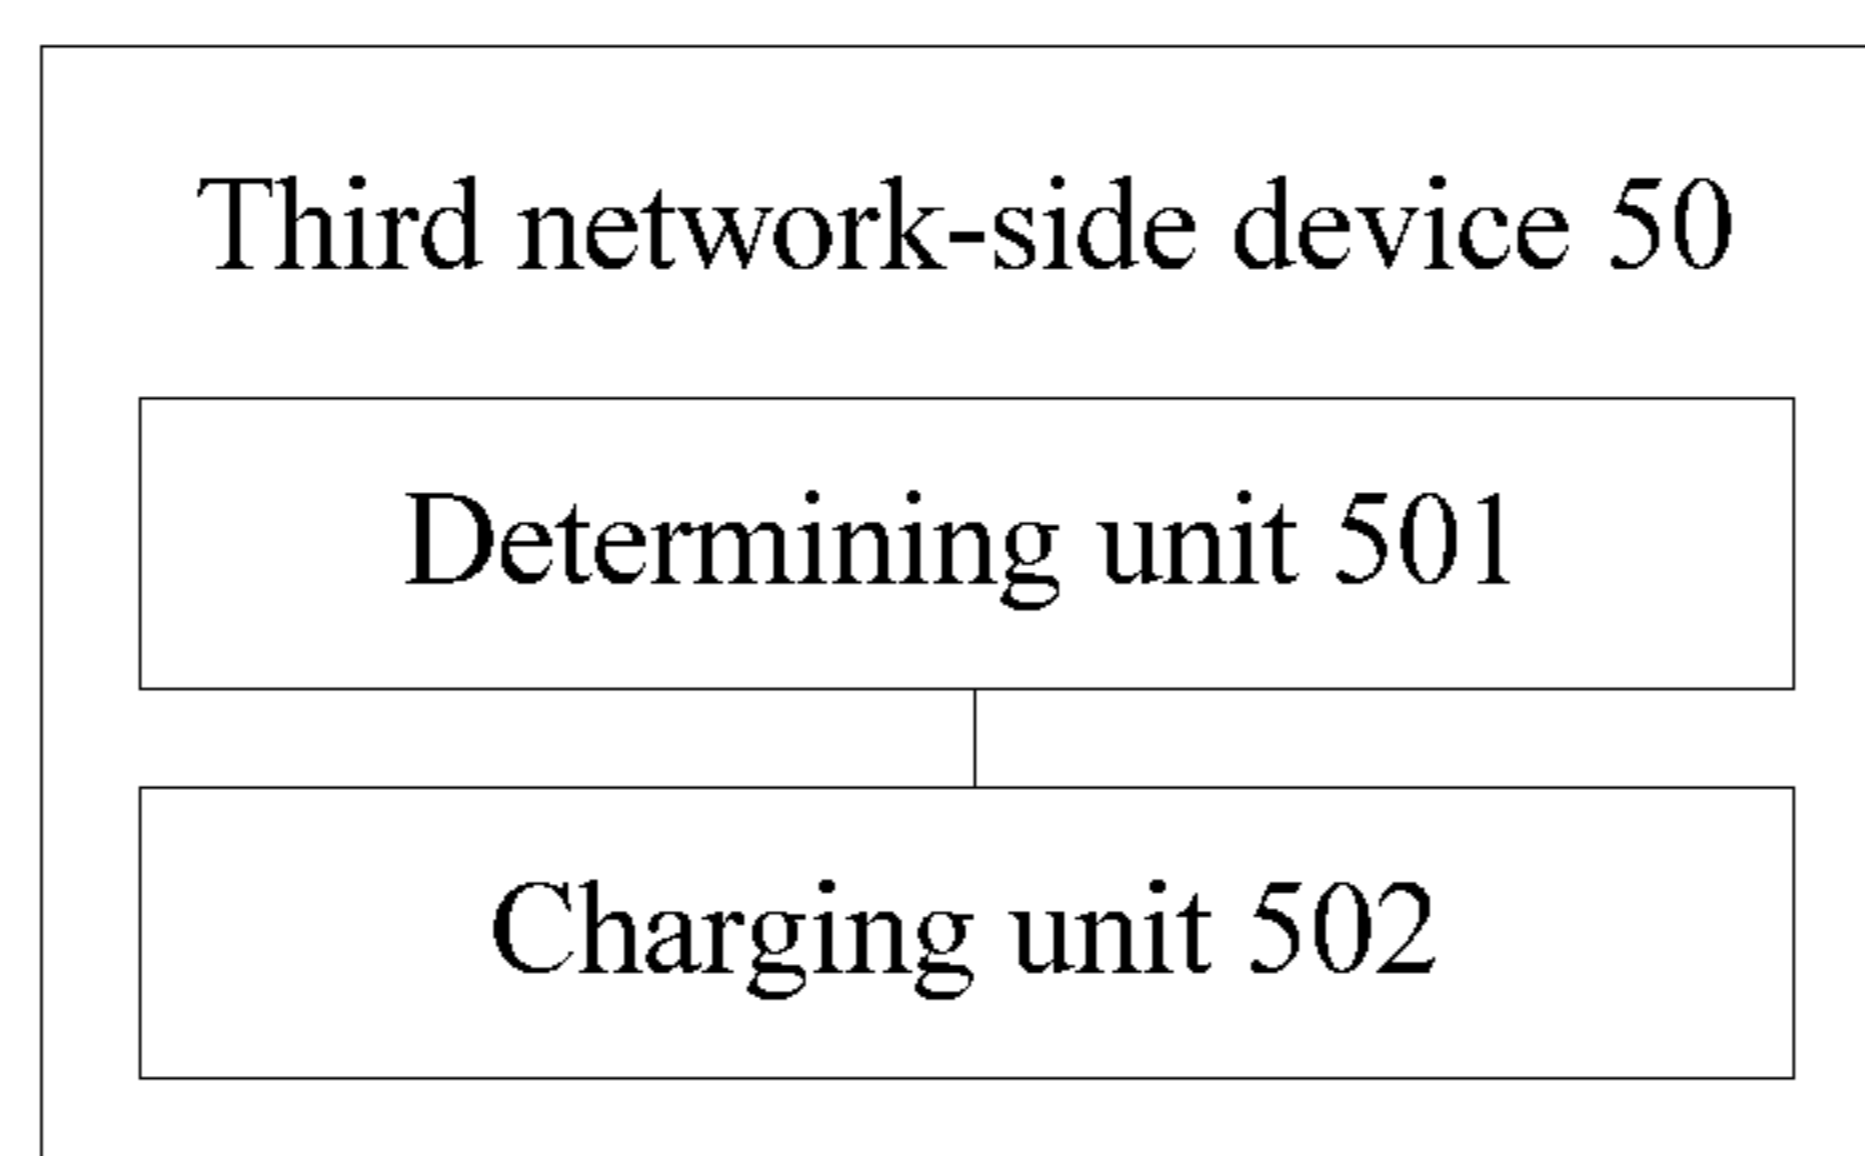 Third network-side device 50
Determining unit 501
Charging unit 502